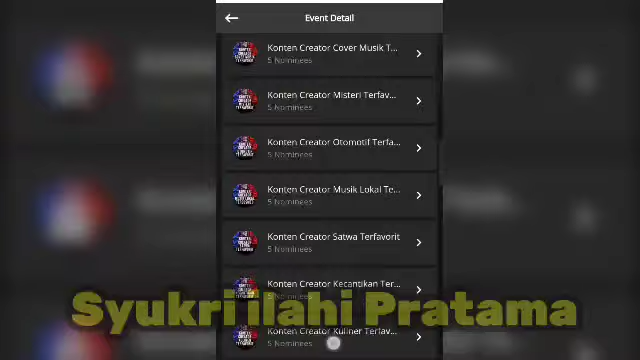 Event Detail
Konten Creator Cover Musik T...
5 Nominees
Konten Creator Misteri Terfav...
5 Nominees
Konten Creator Otomotif Terfa...
5 Nominees
Konten Creator Musik Lokal Te...
5 Nominees
Konten Creator Satwa Terfavorit
5 Nominees
Konten Creator Kecantikan Ter...
5 Nominees
Syukri ilahi Pratama
Konten Creator Kuliner Terfav...
5 Nominees